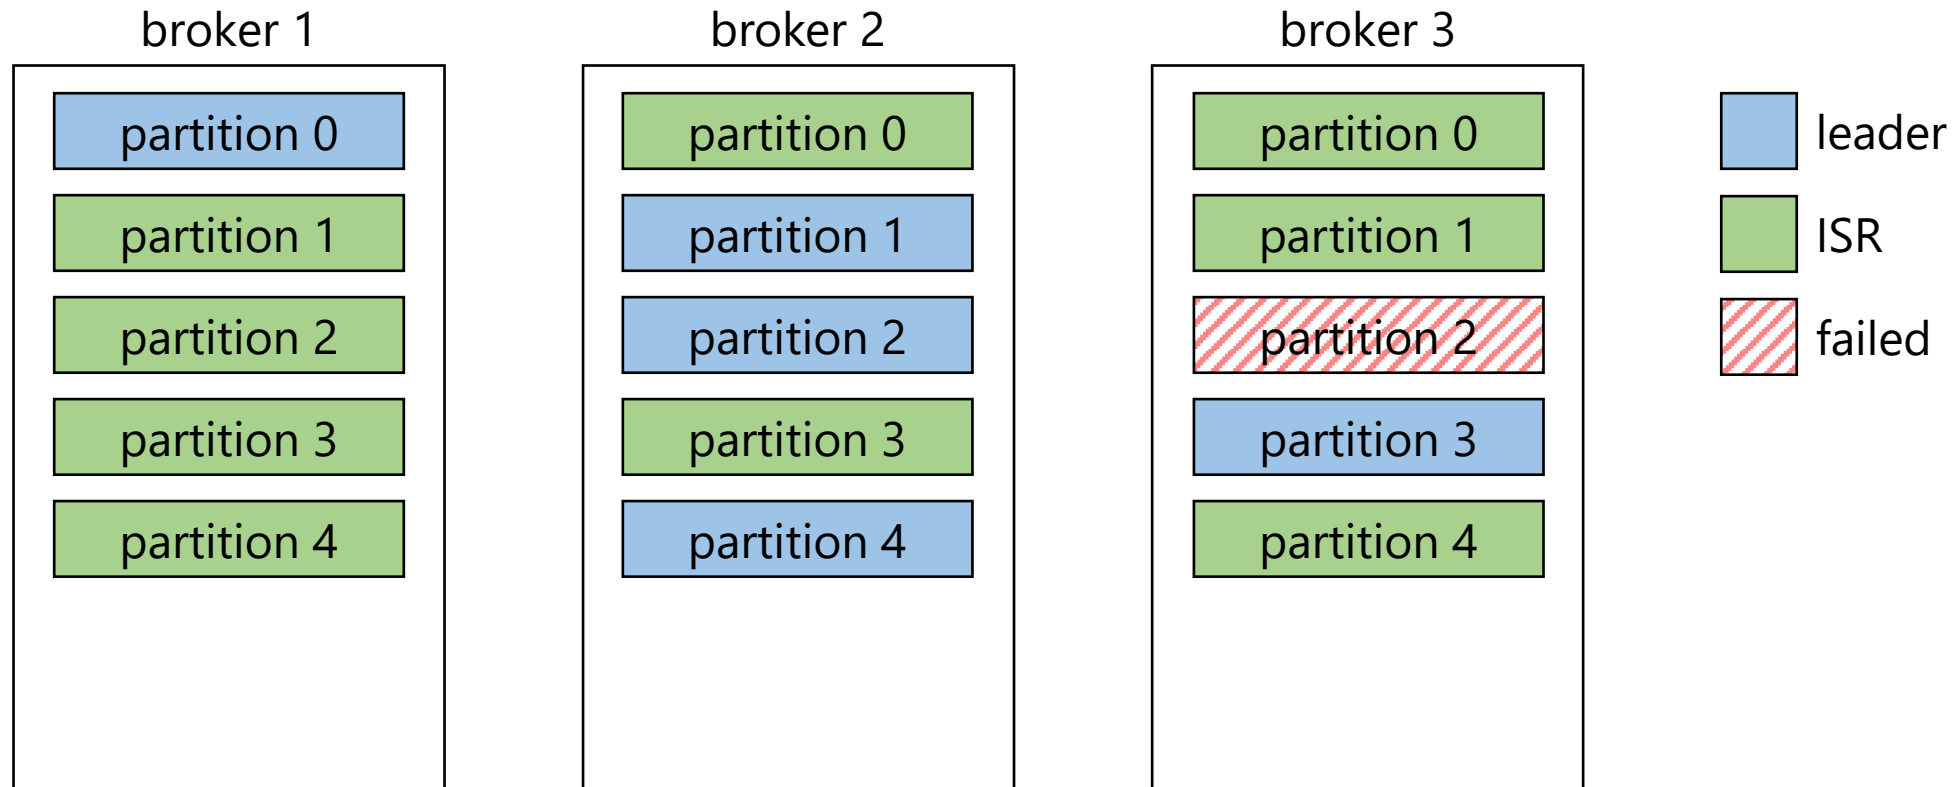 broker 1
partition 0
partition 1
partition 2
partition 3
partition 4
broker 2
partition 0
partition 1
partition 2
partition 3
partition 4
broker 3
partition 0
partition 1
partition 2
partition 3
partition 4
leader
ISR
failed